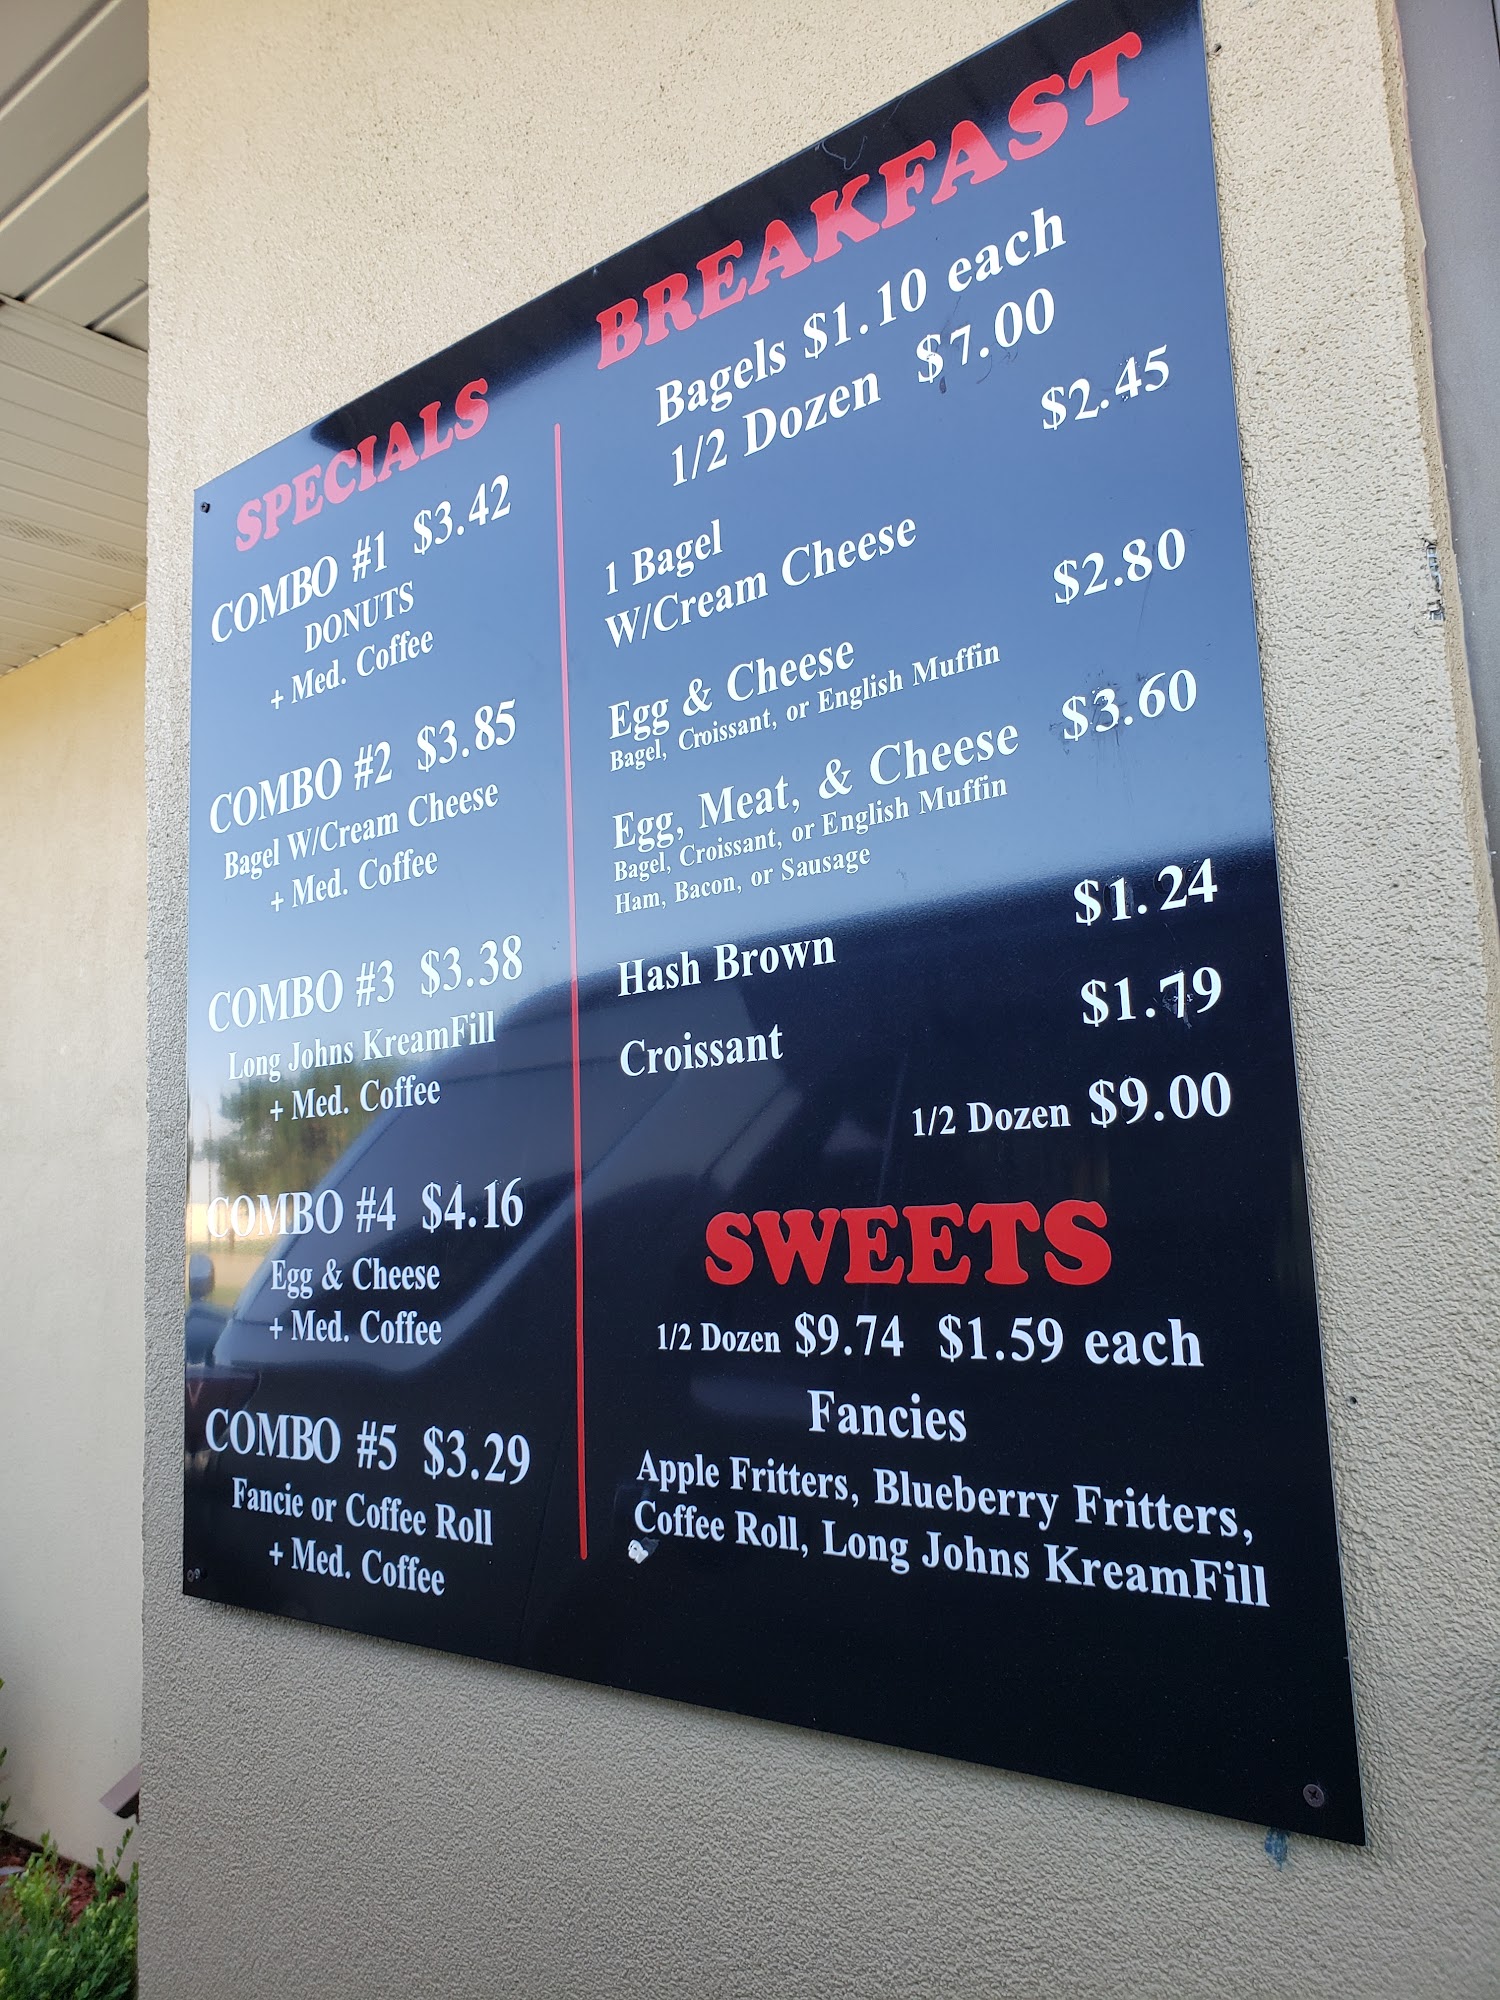 SPECIALS
COMBO #1 $3.42
DONUTS
+ Med. Coffee
COMBO #2 $3.85
Bagel W/Cream Cheese
+ Med. Coffee
COMBO #3 $3.38
Long Johns KreamFill
+ Med. Coffee
COMBO #4 $4.16
Egg & Cheese
+ Med. Coffee
COMBO #5 $3.29
Fancie or Coffee Roll
+ Med. Coffee
BREAKFAST
Bagels $1.10 each
1/2 Dozen $7.00
1 Bagel $2.45
W/Cream Cheese
Egg & Cheese $2.80
Bagel, Croissant, or English Muffin
Egg, Meat, & Cheese $3.60
Bagel, Croissant, or English Muffin
Ham, Bacon, or Sausage
Hash Brown $1.24
Croissant $1.79
1/2 Dozen $9.00
SWEETS
1/2 Dozen $9.74 $1.59 each
Fancies
Apple Fritters, Blueberry Fritters,
Coffee Roll, Long Johns KreamFill